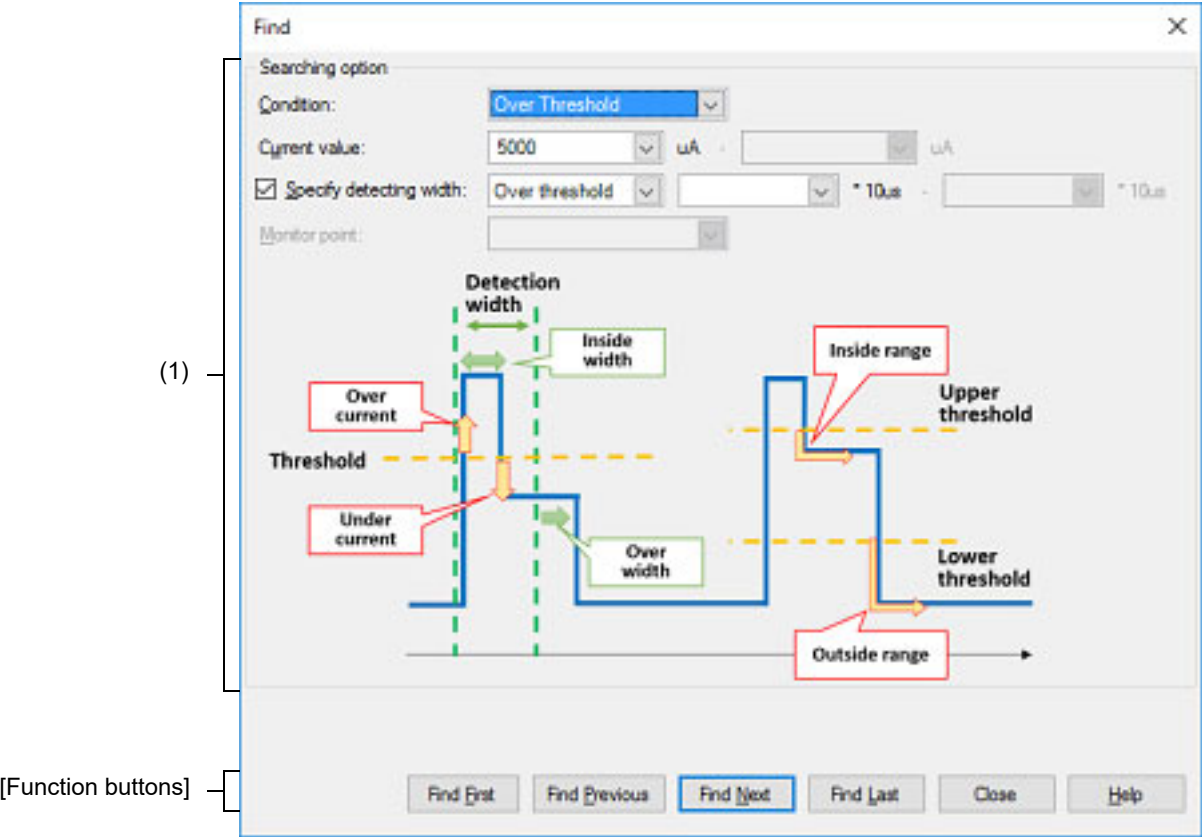 Find
Searching option
Condition: Over Threshold
Current value: 5000 uA - uA
Specify detecting width: Over threshold * 10us - * 10us
Monitor point:
Detection
width
Inside
width
Inside range
Over
current
Upper
threshold
Threshold
Under
current
Over
width
Lower
threshold
Outside range
(1)
[Function buttons]
Find First Find Previous Find Next Find Last Close Help